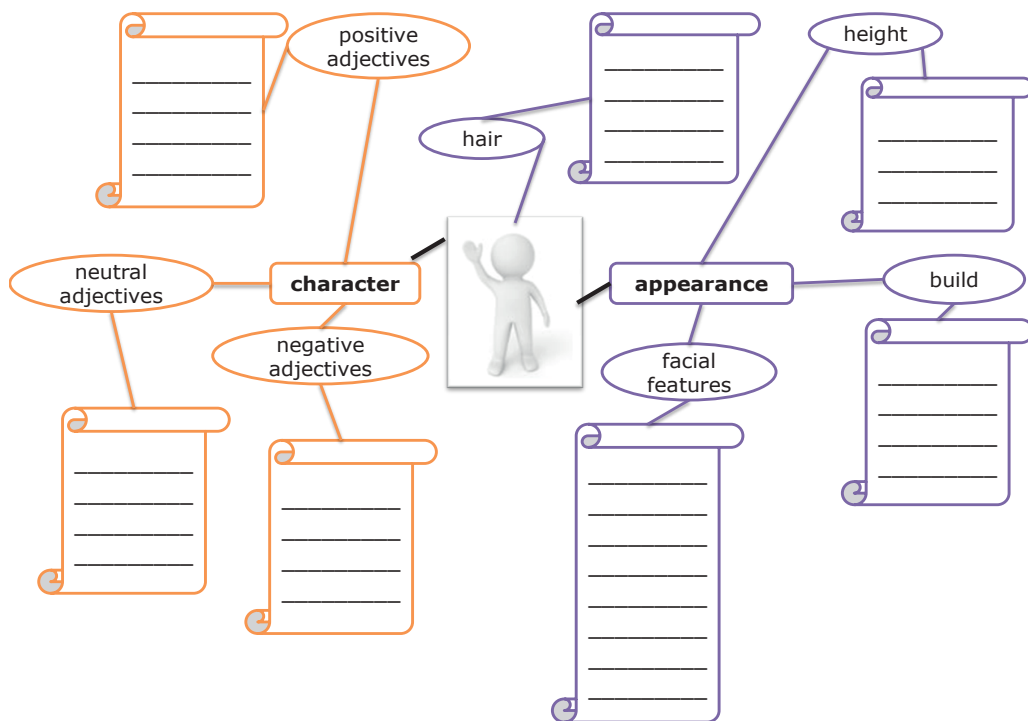 positive
adjectives
height
hair
neutral
adjectives
character
appearance
build
negative
adjectives
facial
features